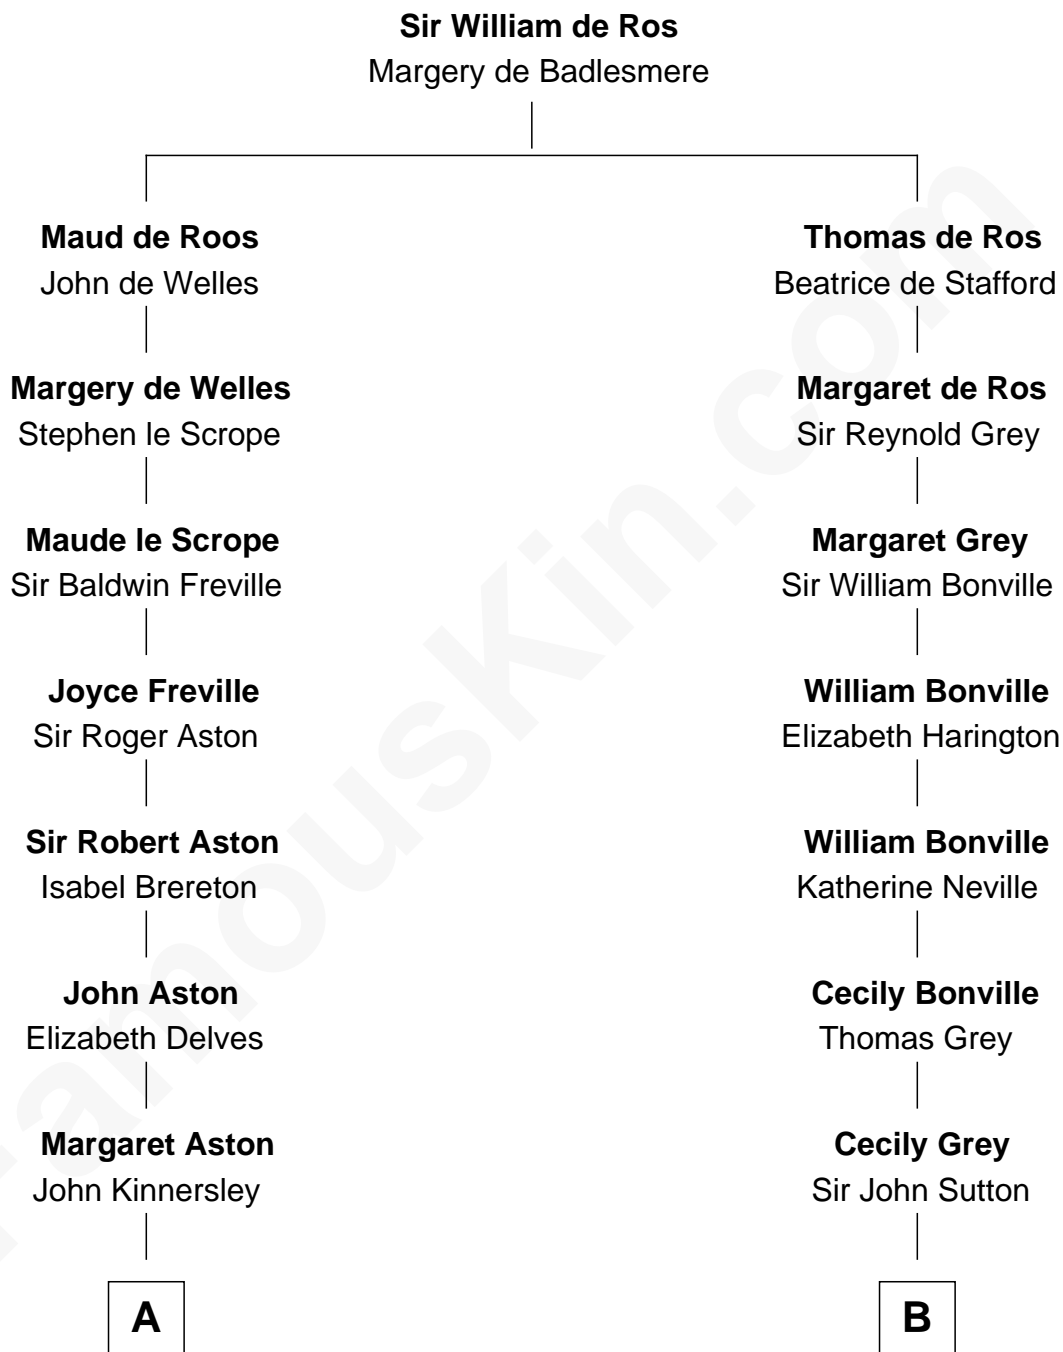 Sir William de Ros
Margery de Badlesmere
Maud de Roos
John de Welles
Margery de Welles
Stephen le Scrope
Maude le Scrope
Sir Baldwin Freville
Joyce Freville
Sir Roger Aston
Sir Robert Aston
Isabel Brereton
John Aston
Elizabeth Delves
Margaret Aston
John Kinnersley
A
Thomas de Ros
Beatrice de Stafford
Margaret de Ros
Sir Reynold Grey
Margaret Grey
Sir William Bonville
William Bonville
Elizabeth Harington
William Bonville
Katherine Neville
Cecily Bonville
Thomas Grey
Cecily Grey
Sir John Sutton
B
FamousKin.com